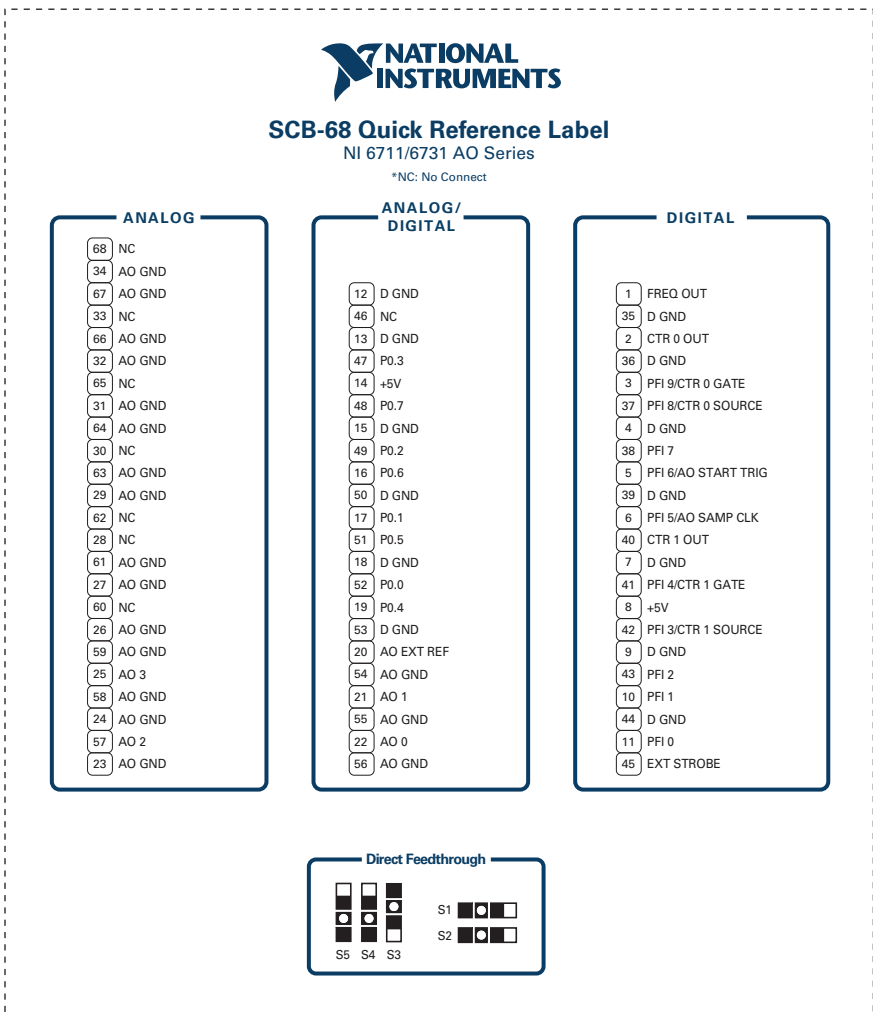 NATIONAL
INSTRUMENTS
SCB-68 Quick Reference Label
NI 6711/6731 AO Series
*NC: No Connect
ANALOG
68 NC
34 AO GND
67 AO GND
33 NC
66 AO GND
32 AO GND
65 NC
31 AO GND
64 AO GND
30 NC
63 AO GND
29 AO GND
62 NC
28 NC
61 AO GND
27 AO GND
60 NC
26 AO GND
59 AO GND
25 AO 3
58 AO GND
24 AO GND
57 AO 2
23 AO GND
ANALOG/
DIGITAL
12 D GND
46 NC
13 D GND
47 P0.3
14 +5V
48 P0.7
15 D GND
49 P0.2
16 P0.6
50 D GND
17 P0.1
51 P0.5
18 D GND
52 P0.0
19 P0.4
53 D GND
20 AO EXT REF
54 AO GND
21 AO 1
55 AO GND
22 AO 0
56 AO GND
DIGITAL
1 FREQ OUT
35 D GND
2 CTR 0 OUT
36 D GND
3 PFI 9/CTR 0 GATE
37 PFI 8/CTR 0 SOURCE
4 D GND
38 PFI 7
5 PFI 6/AO START TRIG
39 D GND
6 PFI 5/AO SAMP CLK
40 CTR 1 OUT
7 D GND
41 PFI 4/CTR 1 GATE
8 +5V
42 PFI 3/CTR 1 SOURCE
9 D GND
43 PFI 2
10 PFI 1
44 D GND
11 PFI 0
45 EXT STROBE
Direct Feedthrough
S5 S4 S3
S1
S2